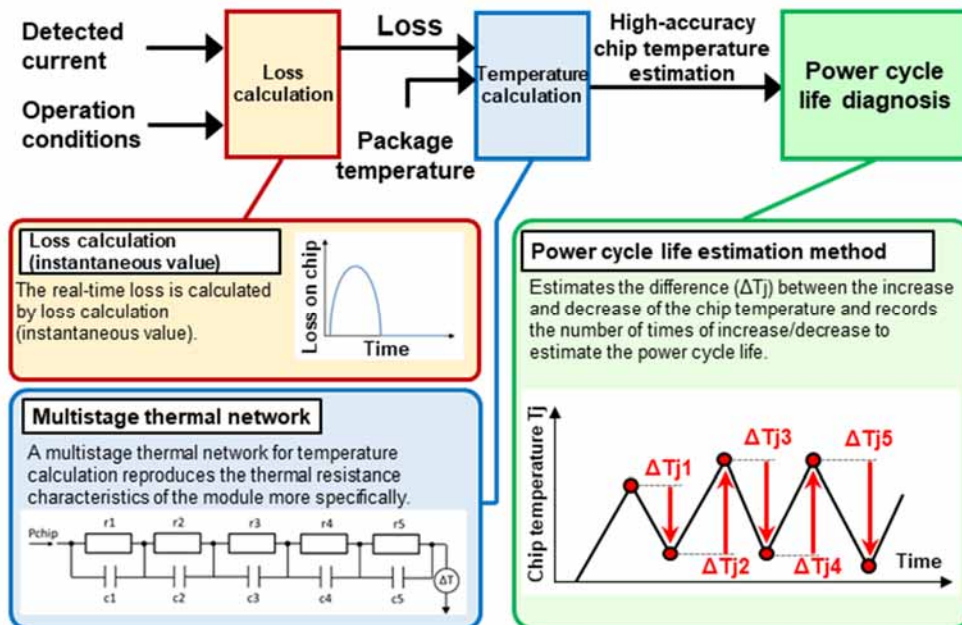 Detected
current
Operation
conditions
Loss
calculation
Loss
Package
temperature
Temperature
calculation
High-accuracy
chip temperature
estimation
Power cycle
life diagnosis
Loss calculation
(instantaneous value)
The real-time loss is calculated
by loss calculation
(instantaneous value).
Loss on chip
Time
Multistage thermal network
A multistage thermal network for temperature
calculation reproduces the thermal resistance
characteristics of the module more specifically.
Pchip
r1 r2 r3 r4 r5
c1 c2 c3 c4 c5
ΔT
Power cycle life estimation method
Estimates the difference (ΔTj) between the increase
and decrease of the chip temperature and records
the number of times of increase/decrease to
estimate the power cycle life.
Chip temperature Tj
ΔTj1
ΔTj2
ΔTj3
ΔTj4
ΔTj5
Time